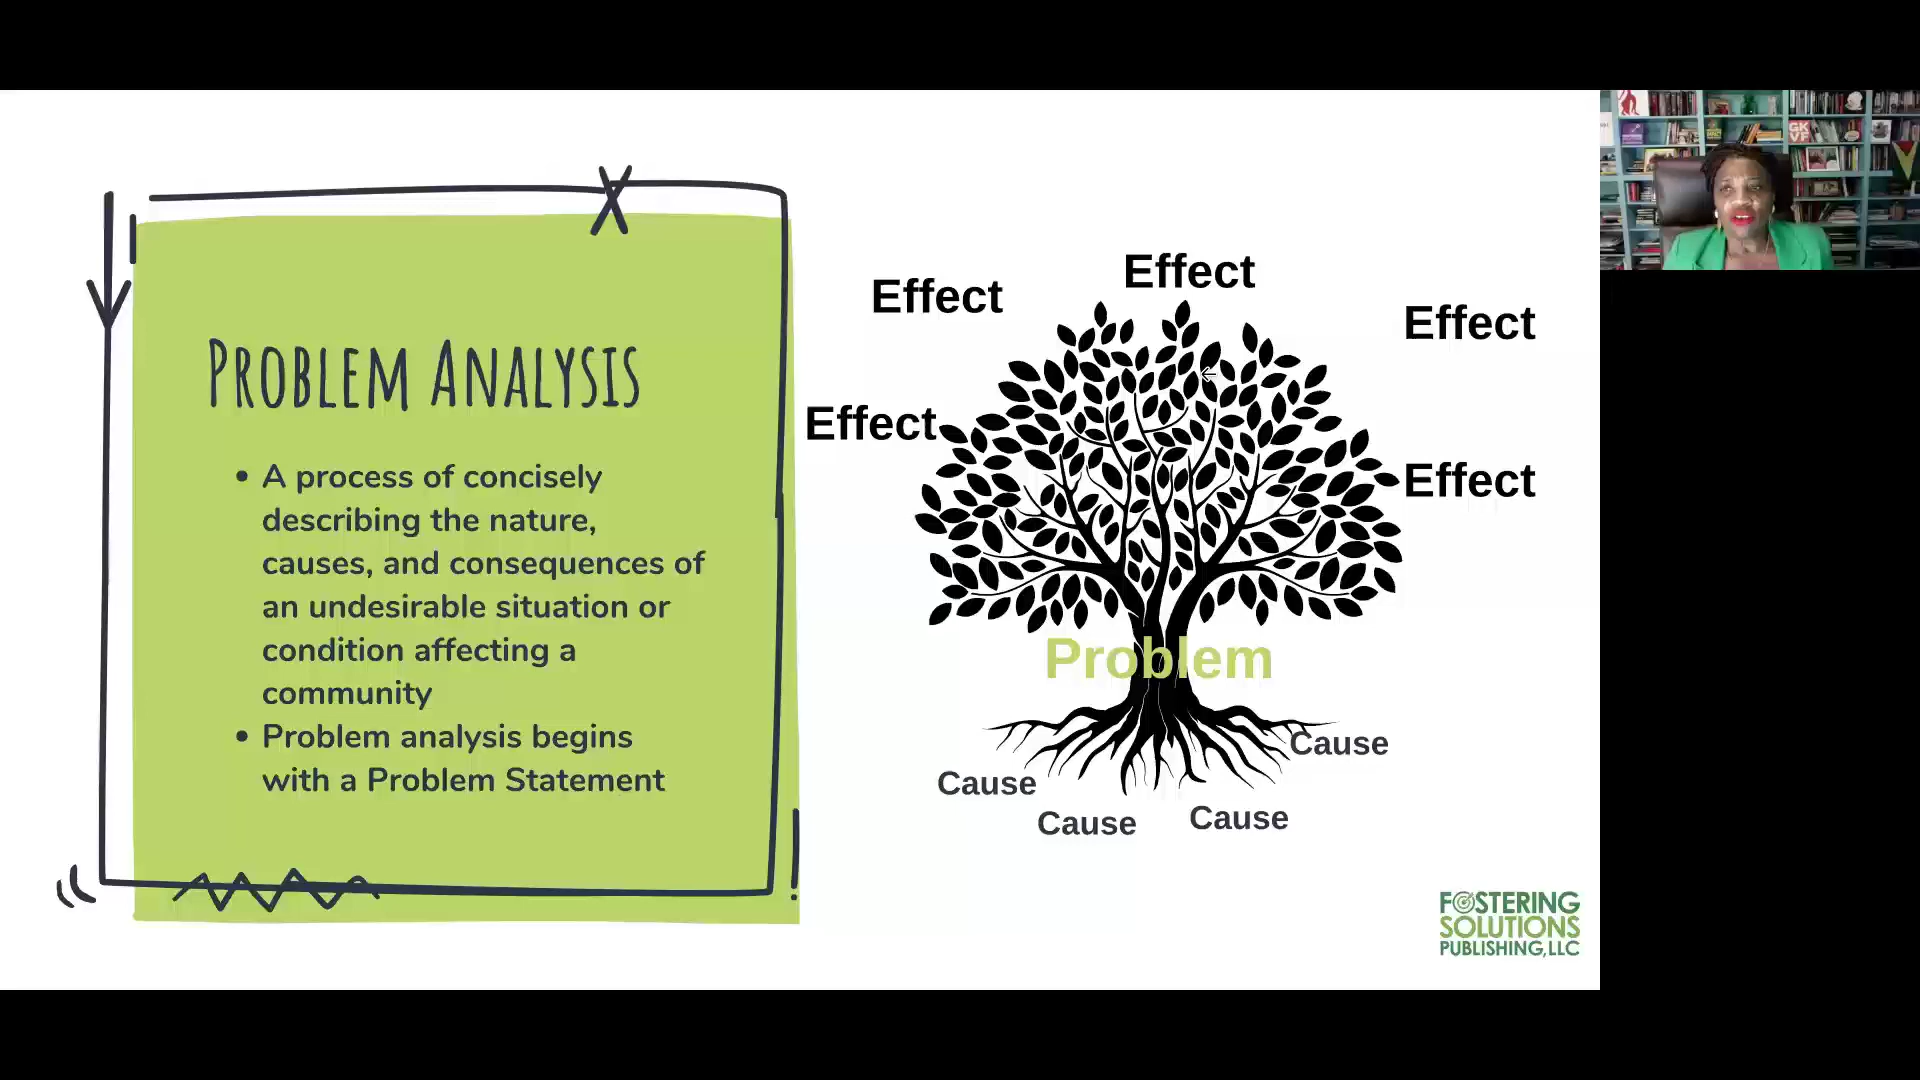 Problem Analysis
• A process of concisely
describing the nature,
causes, and consequences of
an undesirable situation or
condition affecting a
community
• Problem analysis begins
with a Problem Statement
Effect
Effect
Effect
Effect
Effect
Problem
Cause
Cause
Cause
Cause
FOSTERING
SOLUTIONS
PUBLISHING, LLC
GK
VF